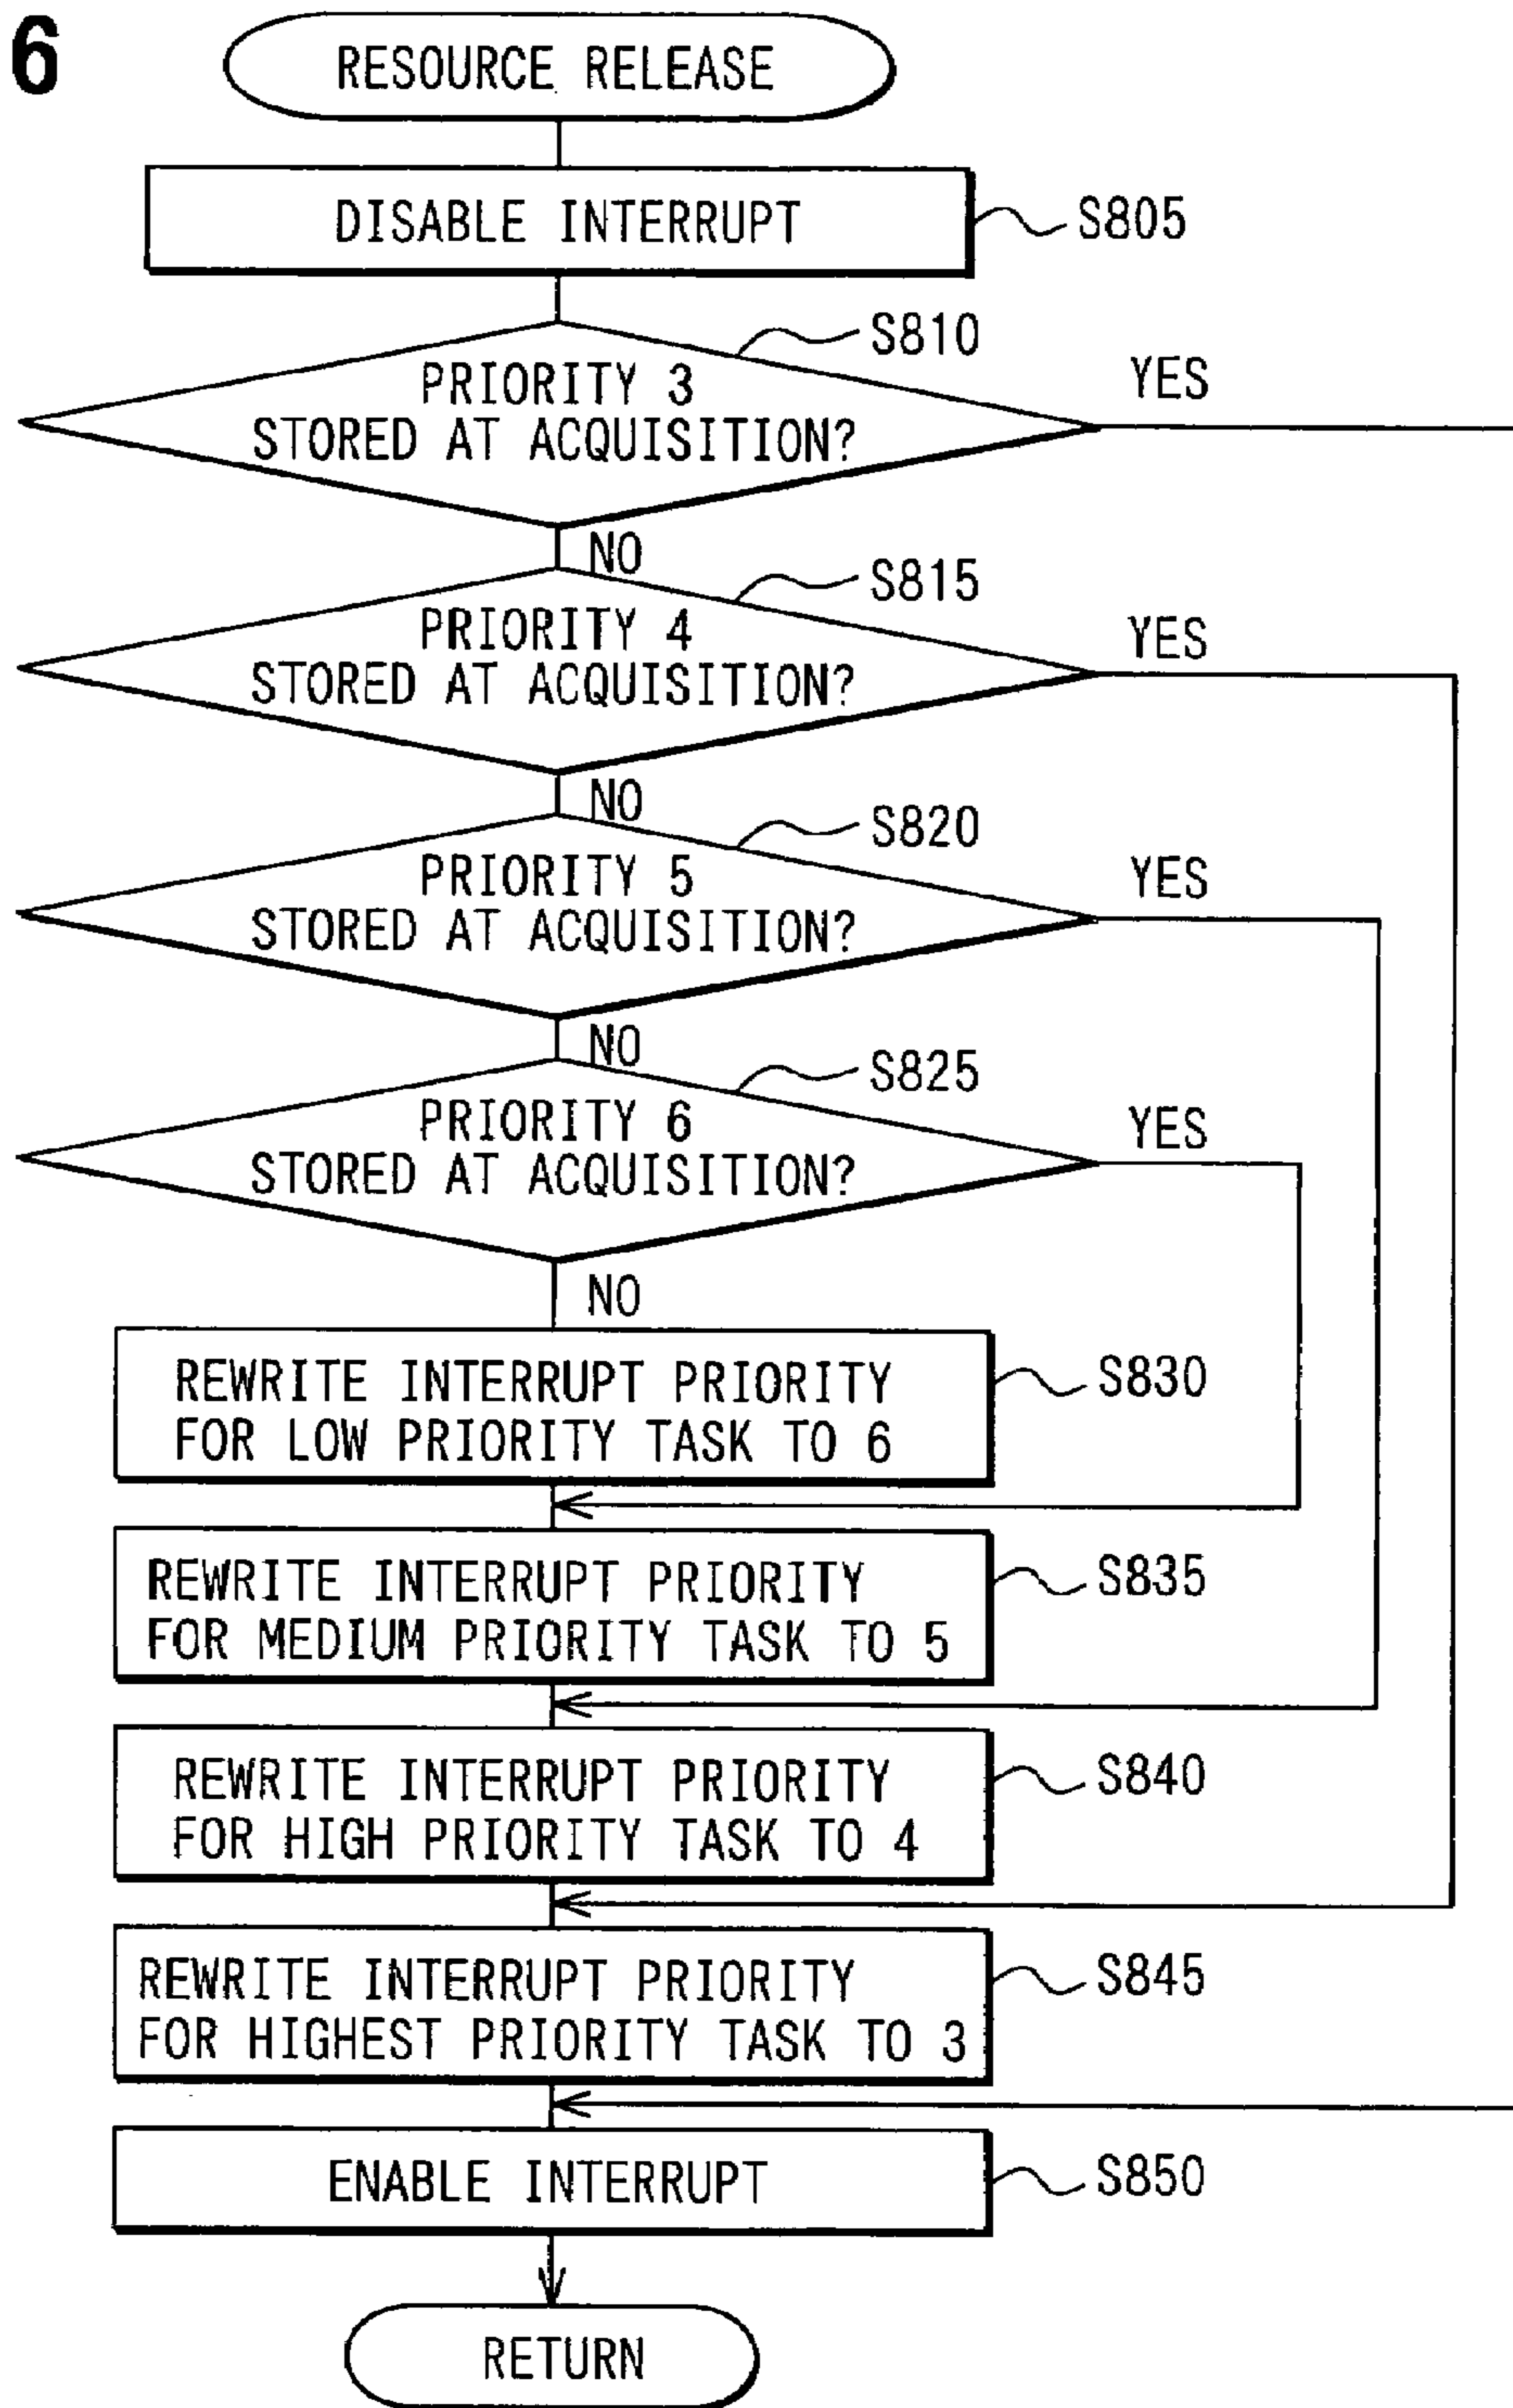 6
RESOURCE RELEASE
DISABLE INTERRUPT
S805
S810
PRIORITY 3
STORED AT ACQUISITION?
YES
NO
S815
PRIORITY 4
STORED AT ACQUISITION?
YES
NO
S820
PRIORITY 5
STORED AT ACQUISITION?
YES
NO
S825
PRIORITY 6
STORED AT ACQUISITION?
YES
NO
REWRITE INTERRUPT PRIORITY
FOR LOW PRIORITY TASK TO 6
S830
REWRITE INTERRUPT PRIORITY
FOR MEDIUM PRIORITY TASK TO 5
S835
REWRITE INTERRUPT PRIORITY
FOR HIGH PRIORITY TASK TO 4
S840
REWRITE INTERRUPT PRIORITY
FOR HIGHEST PRIORITY TASK TO 3
S845
ENABLE INTERRUPT
S850
RETURN